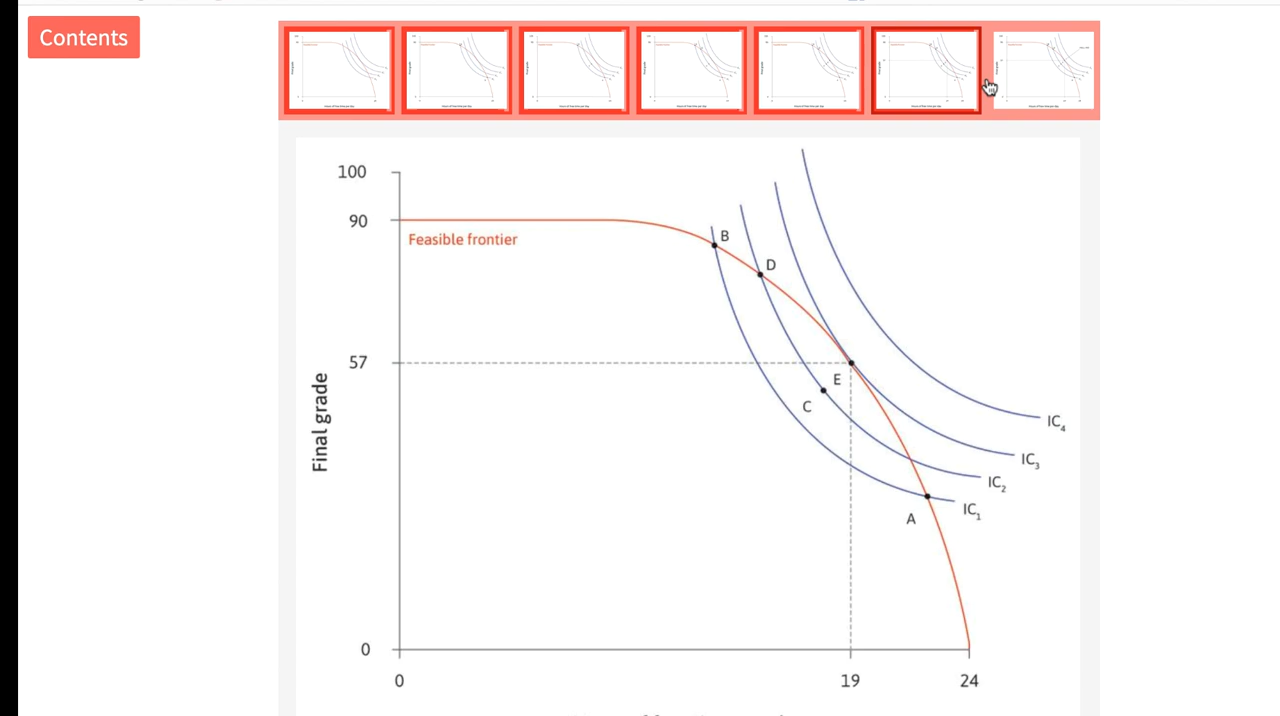 Contents
100
90
Feasible frontier
B
D
57
E
C
Final grade
IC4
IC3
IC2
IC1
A
0
0
19
24